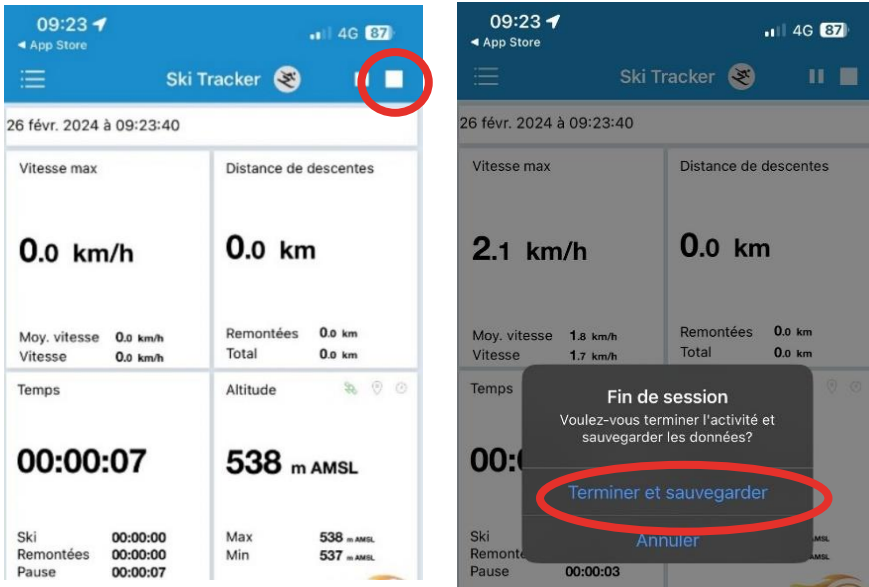 09:23
4G 87
◀ App Store
Ski Tracker
26 févr. 2024 à 09:23:40
Vitesse max
Distance de descentes
0.0 km/h
0.0 km
Moy. vitesse 0.0 km/h
Vitesse 0.0 km/h
Remontées 0.0 km
Total 0.0 km
Temps
Altitude
00:00:07
538 m AMSL
Ski 00:00:00
Remontées 00:00:00
Pause 00:00:07
Max 538 m AMSL
Min 537 m AMSL
09:23
4G 87
◀ App Store
Ski Tracker
26 févr. 2024 à 09:23:40
Vitesse max
Distance de descentes
2.1 km/h
0.0 km
Moy. vitesse 1.8 km/h
Vitesse 1.7 km/h
Remontées 0.0 km
Total 0.0 km
Temps
Fin de session
Voulez-vous terminer l'activité et
sauvegarder les données?
00:
Terminer et sauvegarder
Annuler
Ski
AMSL
Remonte
AMSL
Pause 00:00:03